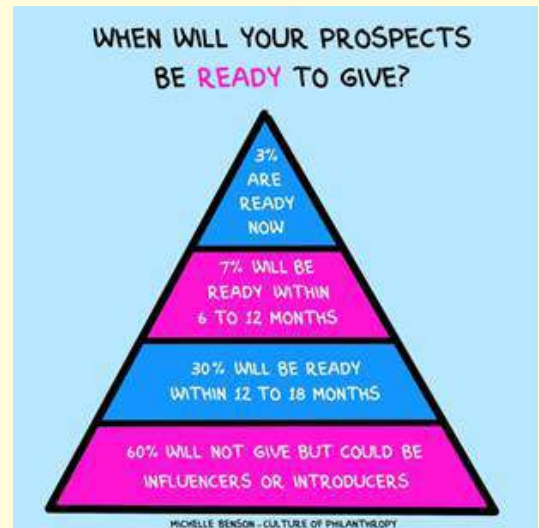 WHEN WILL YOUR PROSPECTS
BE READY TO GIVE?
3%
ARE
READY
NOW
7% WILL BE
READY WITHIN
6 TO 12 MONTHS
30% WILL BE READY
WITHIN 12 TO 18 MONTHS
60% WILL NOT GIVE BUT COULD BE
INFLUENCERS OR INTRODUCERS
MICHELLE BENSON - CULTURE OF PHILANTHROPY